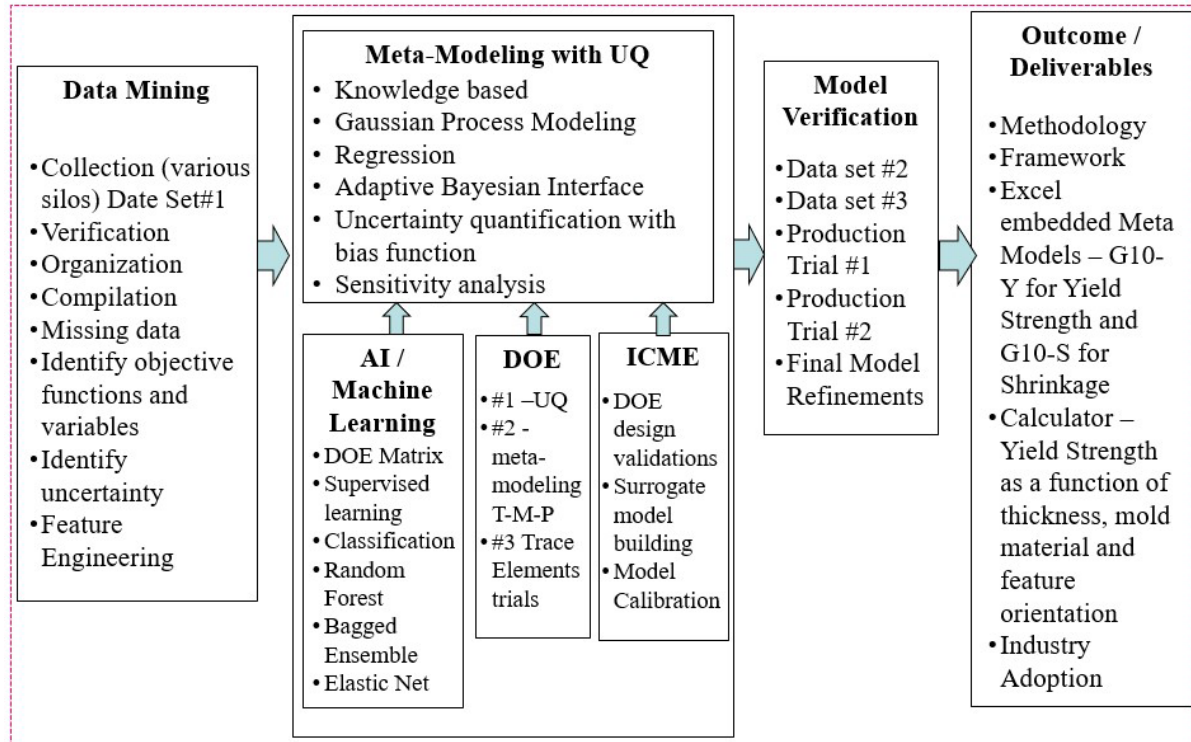 Data Mining
•Collection (various
silos) Date Set#1
•Verification
•Organization
•Compilation
•Missing data
•Identify objective
functions and
variables
•Identify
uncertainty
•Feature
Engineering
Meta-Modeling with UQ
• Knowledge based
• Gaussian Process Modeling
• Regression
• Adaptive Bayesian Interface
• Uncertainty quantification with
bias function
• Sensitivity analysis
AI /
Machine
Learning
•DOE Matrix
•Supervised
learning
•Classification
•Random
Forest
•Bagged
Ensemble
•Elastic Net
DOE
•#1 –UQ
•#2 -
meta-
modeling
T-M-P
•#3 Trace
Elements
trials
ICME
•DOE
design
validations
•Surrogate
model
building
•Model
Calibration
Model
Verification
•Data set #2
•Data set #3
•Production
Trial #1
•Production
Trial #2
•Final Model
Refinements
Outcome /
Deliverables
•Methodology
•Framework
•Excel
embedded Meta
Models – G10-
Y for Yield
Strength and
G10-S for
Shrinkage
•Calculator –
Yield Strength
as a function of
thickness, mold
material and
feature
orientation
•Industry
Adoption